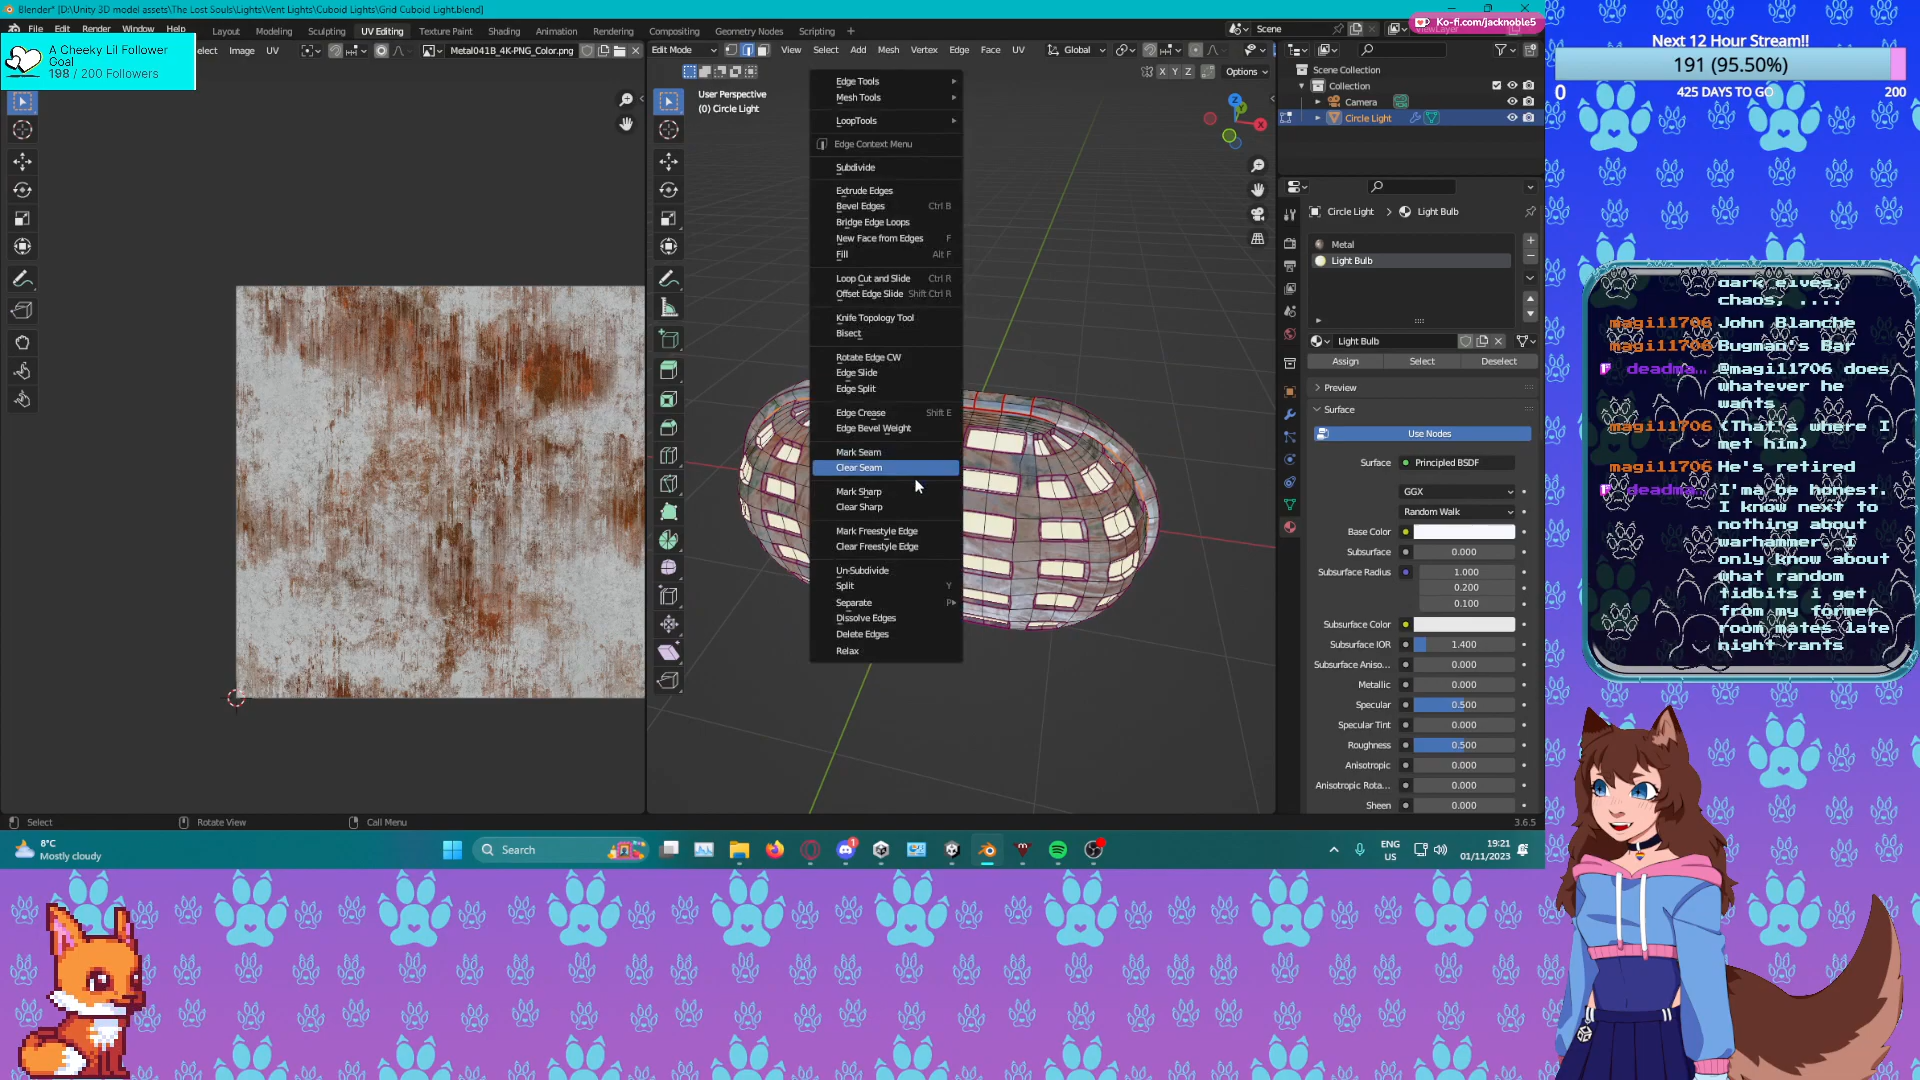 Blender* [D:\Unity 3D model assets\The Lost Souls\Lights\Vent Lights\Cuboid Lights\Grid Cuboid Light.blend]
Ko-fi.com/jacknoble5
File Edit Render Window Help Layout Modeling Sculpting UV Editing Texture Paint Shading Animation Rendering Compositing Geometry Nodes Scripting + Scene
A Cheeky Lil Follower
Goal
198 / 200 Followers
Next 12 Hour Stream!!
191 (95.50%)
0 425 DAYS TO GO 200
Image UV Metal041B_4K-PNG_Color.png Edit Mode View Select Add Mesh Vertex Edge Face UV Global
X Y Z Options
User Perspective
(0) Circle Light
Scene Collection
Collection
Camera
Circle Light
Edge Tools
Mesh Tools
LoopTools
Edge Context Menu
Subdivide
Extrude Edges
Bevel Edges Ctrl B
Bridge Edge Loops
New Face from Edges F
Fill Alt F
Loop Cut and Slide Ctrl R
Offset Edge Slide Shift Ctrl R
Knife Topology Tool
Bisect
Rotate Edge CW
Edge Slide
Edge Split
Edge Crease Shift E
Edge Bevel Weight
Mark Seam
Clear Seam
Mark Sharp
Clear Sharp
Mark Freestyle Edge
Clear Freestyle Edge
Un-Subdivide
Split Y
Separate P
Dissolve Edges
Delete Edges
Relax
Z
Y
X
Circle Light > Light Bulb
Metal
Light Bulb
Light Bulb
Assign Select Deselect
Preview
Surface
Use Nodes
Surface Principled BSDF
GGX
Random Walk
Base Color
Subsurface 0.000
Subsurface Radius 1.000
0.200
0.100
Subsurface Color
Subsurface IOR 1.400
Subsurface Aniso... 0.000
Metallic 0.000
Specular 0.500
Specular Tint 0.000
Roughness 0.500
Anisotropic 0.000
Anisotropic Rota... 0.000
Sheen 0.000
Select Rotate View Call Menu 3.6.5
dark elves,
chaos, ....
magi11706 John Blanche
magi11706 Bugman's Bar
deadma... @magi11706 does
whatever he
wants
magi11706 (That's where I
met him)
magi11706 He's retired
deadma... I'ma be honest.
I know next to
nothing about
warhammer. I
only know about
what random
tidbits i get
from my former
room mates late
night rants
8°C
Mostly cloudy
Search
1
ENG
US
19:21
01/11/2023